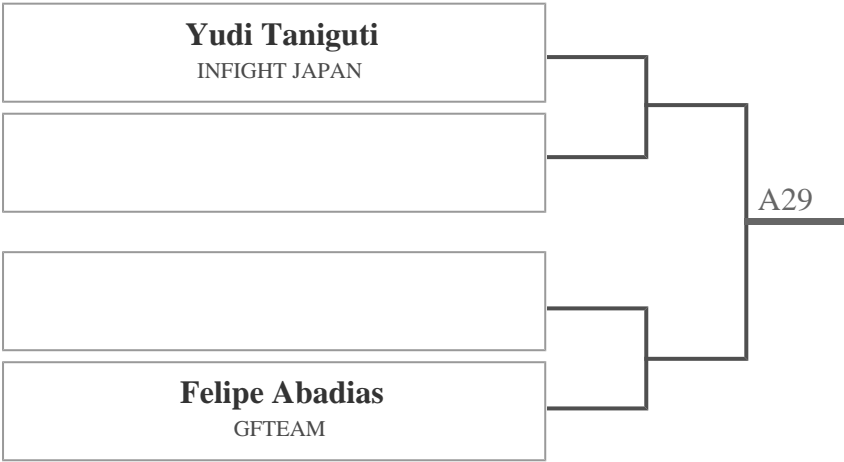 Yudi Taniguti
INFIGHT JAPAN
A29
Felipe Abadias
GFTEAM